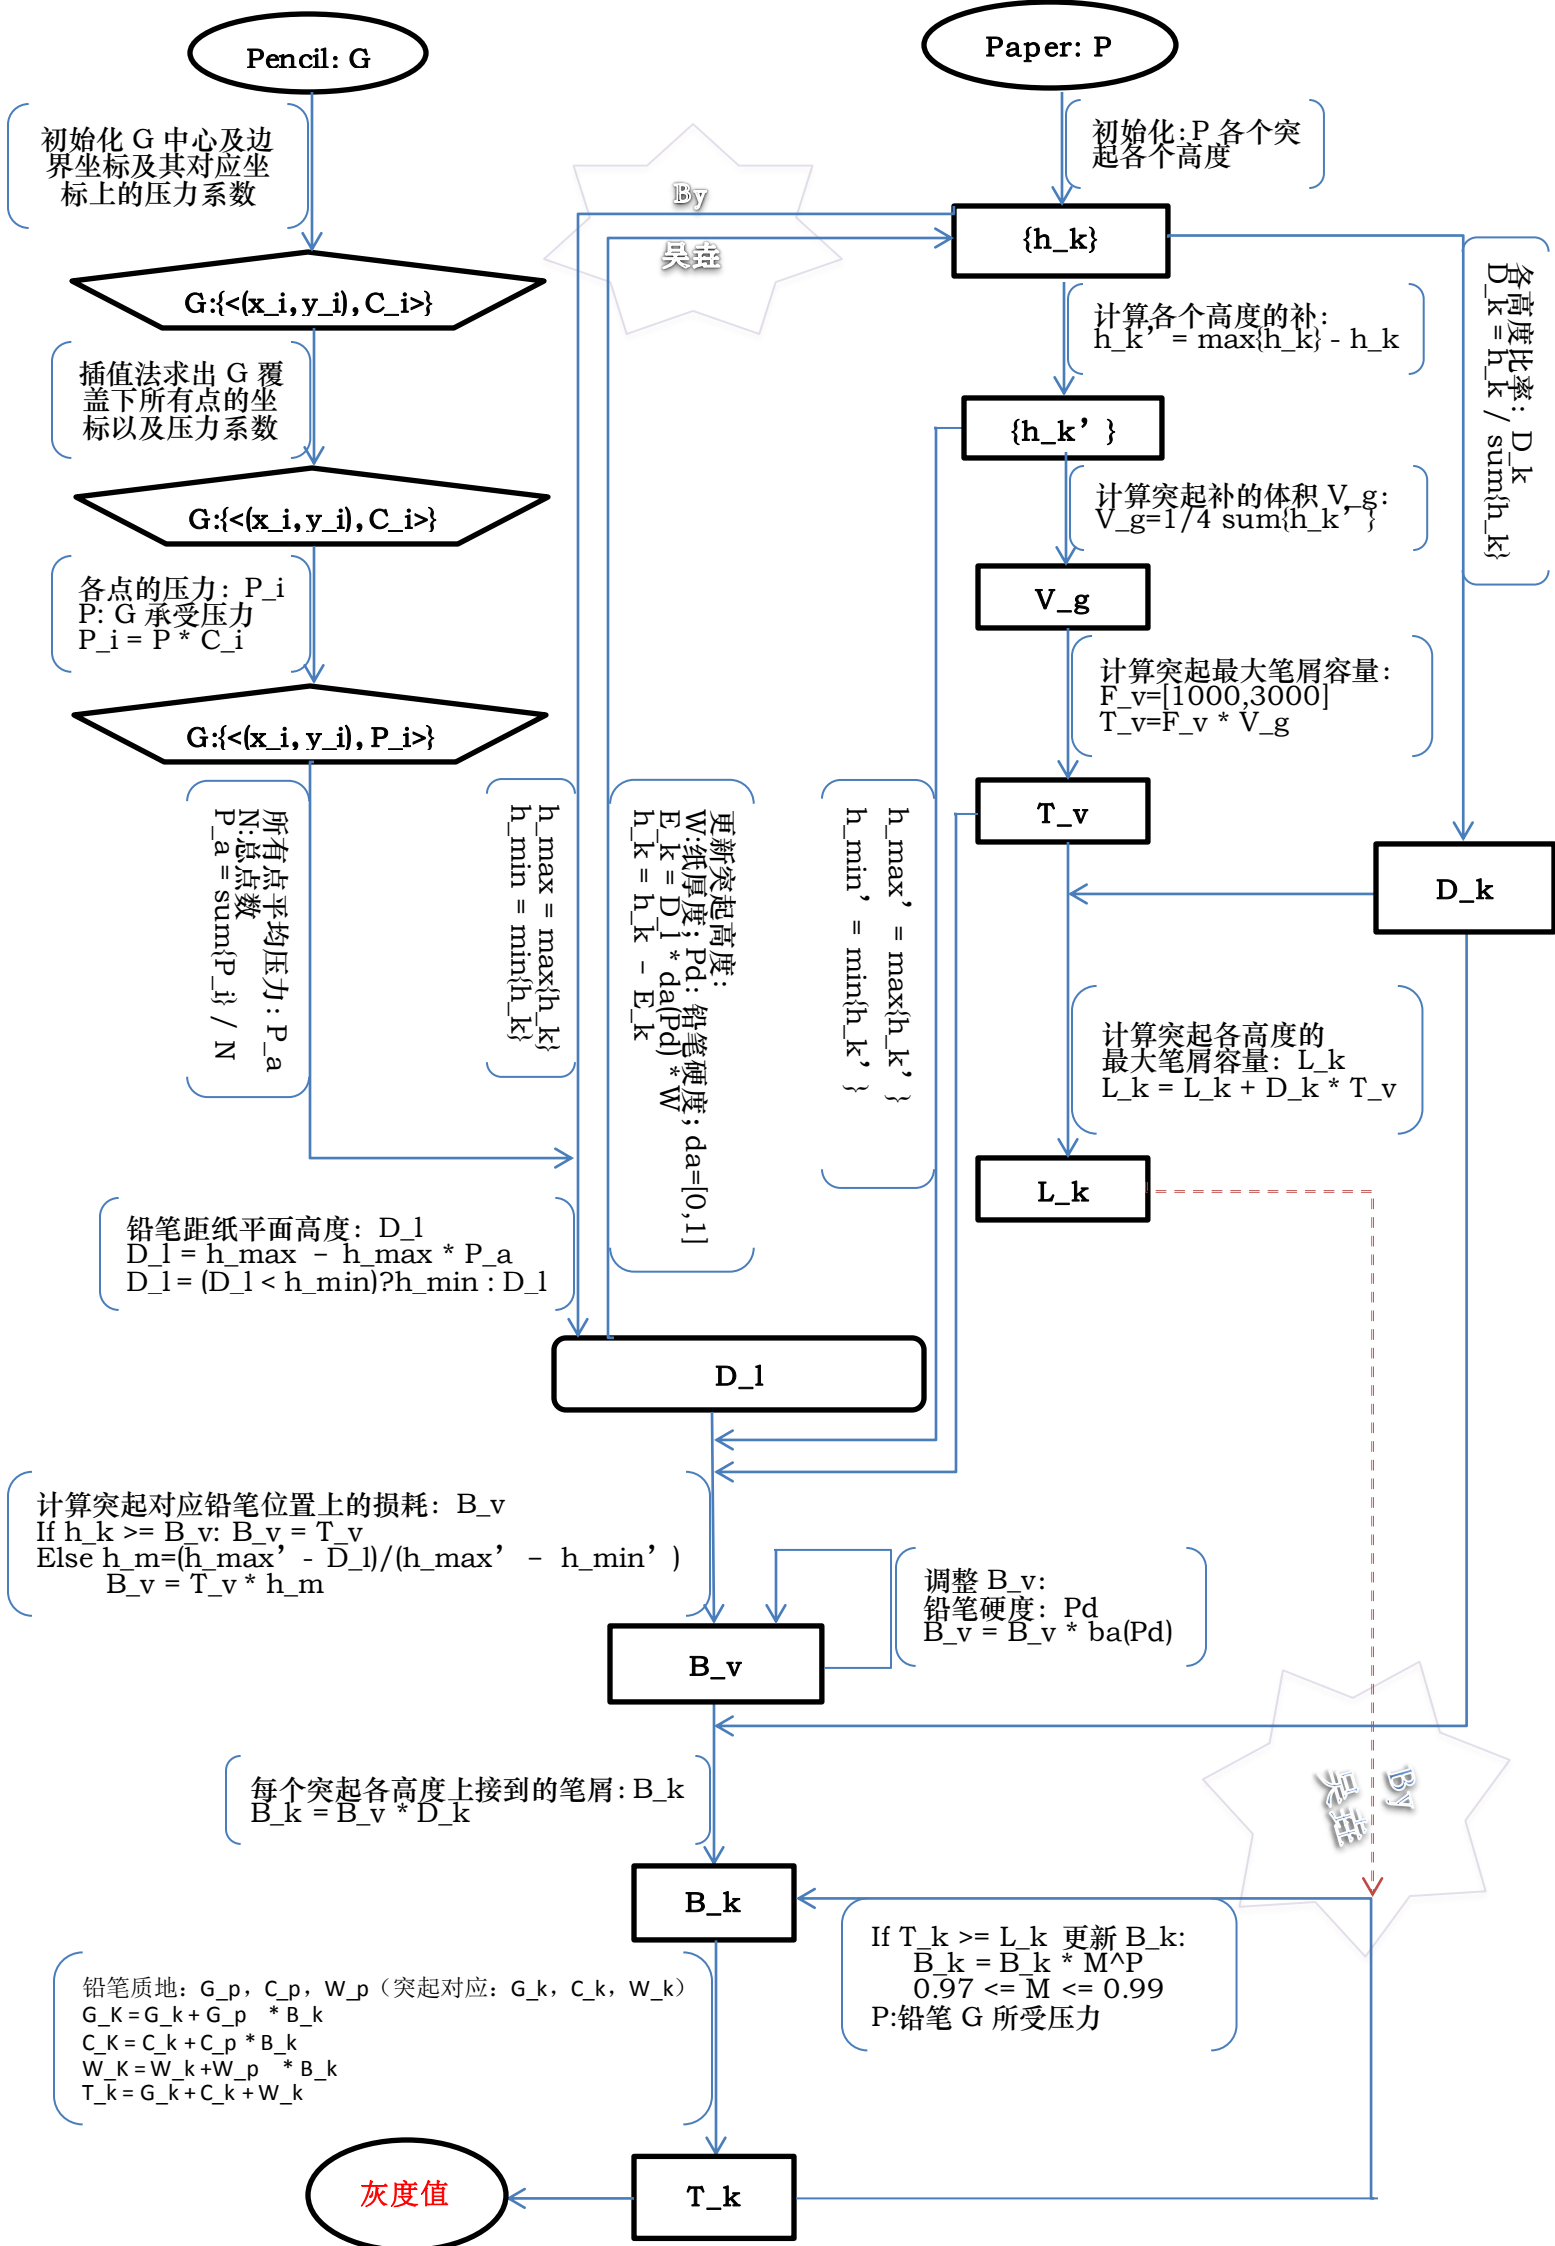 Pencil: G
Paper: P
初始化 G 中心及边
界坐标及其对应坐
标上的压力系数
初始化:P 各个突
起各个高度
By
吴垚
{h_k}
G:{<(x_i,y_i),C_i>}
各高度比率: D_k
D_k = h_k / sum{h_k}
计算各个高度的补:
h_k’ = max{h_k} - h_k
插值法求出 G 覆
盖下所有点的坐
标以及压力系数
{h_k’ }
G:{<(x_i,y_i),C_i>}
计算突起补的体积 V_g:
V_g=1/4 sum{h_k’ }
各点的压力: P_i
P: G 承受压力
P_i = P * C_i
V_g
计算突起最大笔屑容量:
F_v=[1000,3000]
T_v=F_v * V_g
G:{<(x_i,y_i),P_i>}
T_v
所有点平均压力: P_a
N:总点数
P_a = sum{P_i} / N
h_max = max{h_k}
h_min = min{h_k}
更新突起高度:
W:纸厚度; Pd: 铅笔硬度; da=[0,1]
E_k = D_l * da(Pd) * W
h_k = h_k – E_k
h_max’ = max{h_k’ }
h_min’ = min{h_k’ }
D_k
计算突起各高度的
最大笔屑容量: L_k
L_k = L_k + D_k * T_v
L_k
铅笔距纸平面高度: D_l
D_l = h_max – h_max * P_a
D_l = (D_l < h_min)?h_min : D_l
D_l
计算突起对应铅笔位置上的损耗: B_v
If h_k >= B_v: B_v = T_v
Else h_m=(h_max’ - D_l)/(h_max’ – h_min’ )
B_v = T_v * h_m
调整 B_v:
铅笔硬度: Pd
B_v = B_v * ba(Pd)
B_v
每个突起各高度上接到的笔屑: B_k
B_k = B_v * D_k
By
吴垚
B_k
If T_k >= L_k 更新 B_k:
B_k = B_k * M^P
0.97 <= M <= 0.99
P:铅笔 G 所受压力
铅笔质地: G_p, C_p, W_p（突起对应: G_k, C_k, W_k）
G_K = G_k + G_p * B_k
C_K = C_k + C_p * B_k
W_K = W_k +W_p * B_k
T_k = G_k + C_k + W_k
灰度值
T_k